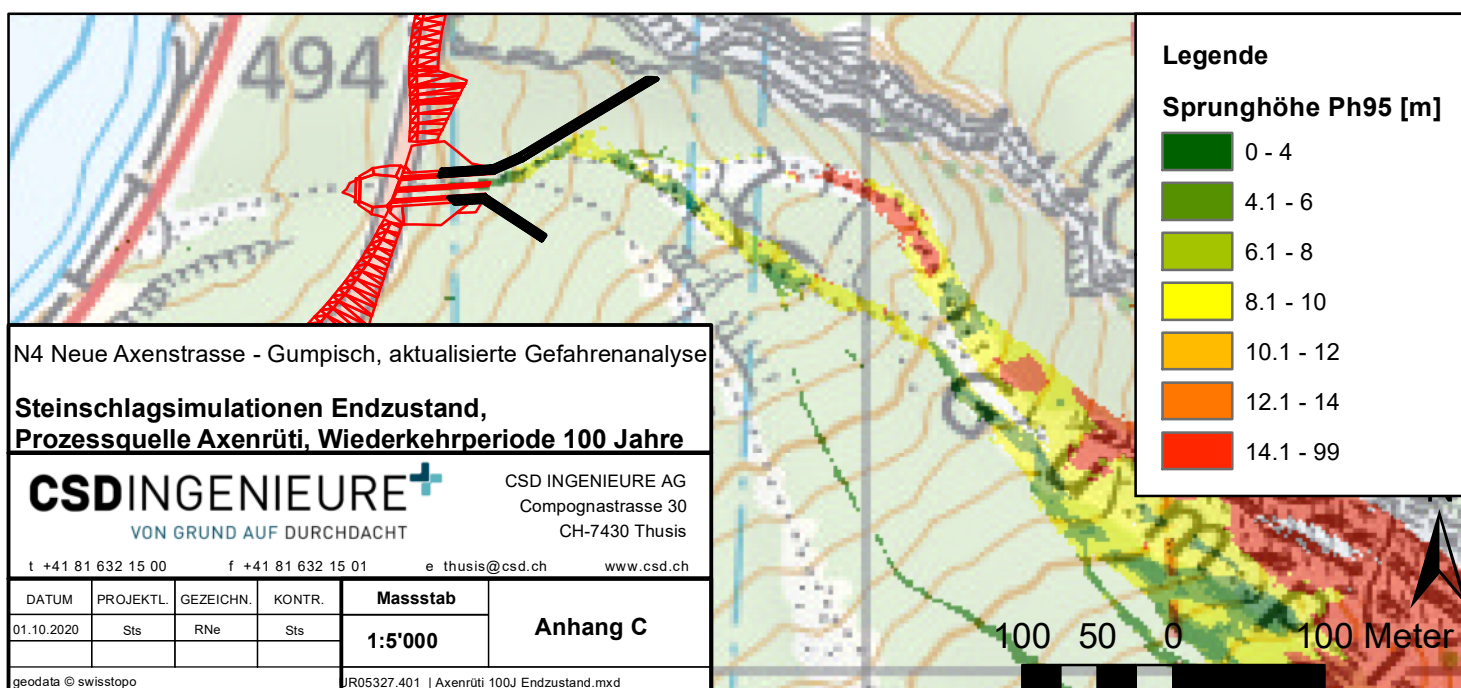 494
Legende
Sprunghöhe Ph95 [m]
0 - 4
4.1 - 6
6.1 - 8
8.1 - 10
10.1 - 12
12.1 - 14
14.1 - 99
N4 Neue Axenstrasse - Gumpisch, aktualisierte Gefahrenanalyse
Steinschlagsimulationen Endzustand,
Prozessquelle Axenrüti, Wiederkehrperiode 100 Jahre
CSDINGENIEURE
VON GRUND AUF DURCHDACHT
CSD INGENIEURE AG
Compognastrasse 30
CH-7430 Thusis
t +41 81 632 15 00 f +41 81 632 15 01 e thusis@csd.ch www.csd.ch
DATUM PROJEKTL. GEZEICHN. KONTR. Massstab
01.10.2020 Sts RNe Sts 1:5'000 Anhang C
geodata © swisstopo JR05327.401 | Axenrüti 100J Endzustand.mxd
100 50 0 100 Meter